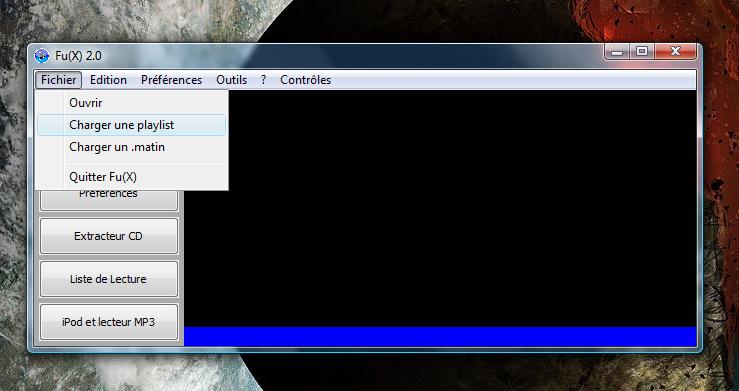 Fu(X) 2.0
Fichier Edition Préférences Outils ? Contrôles
Ouvrir
Charger une playlist
Charger un .matin
Quitter Fu(X)
Préférences
Extracteur CD
Liste de Lecture
iPod et lecteur MP3